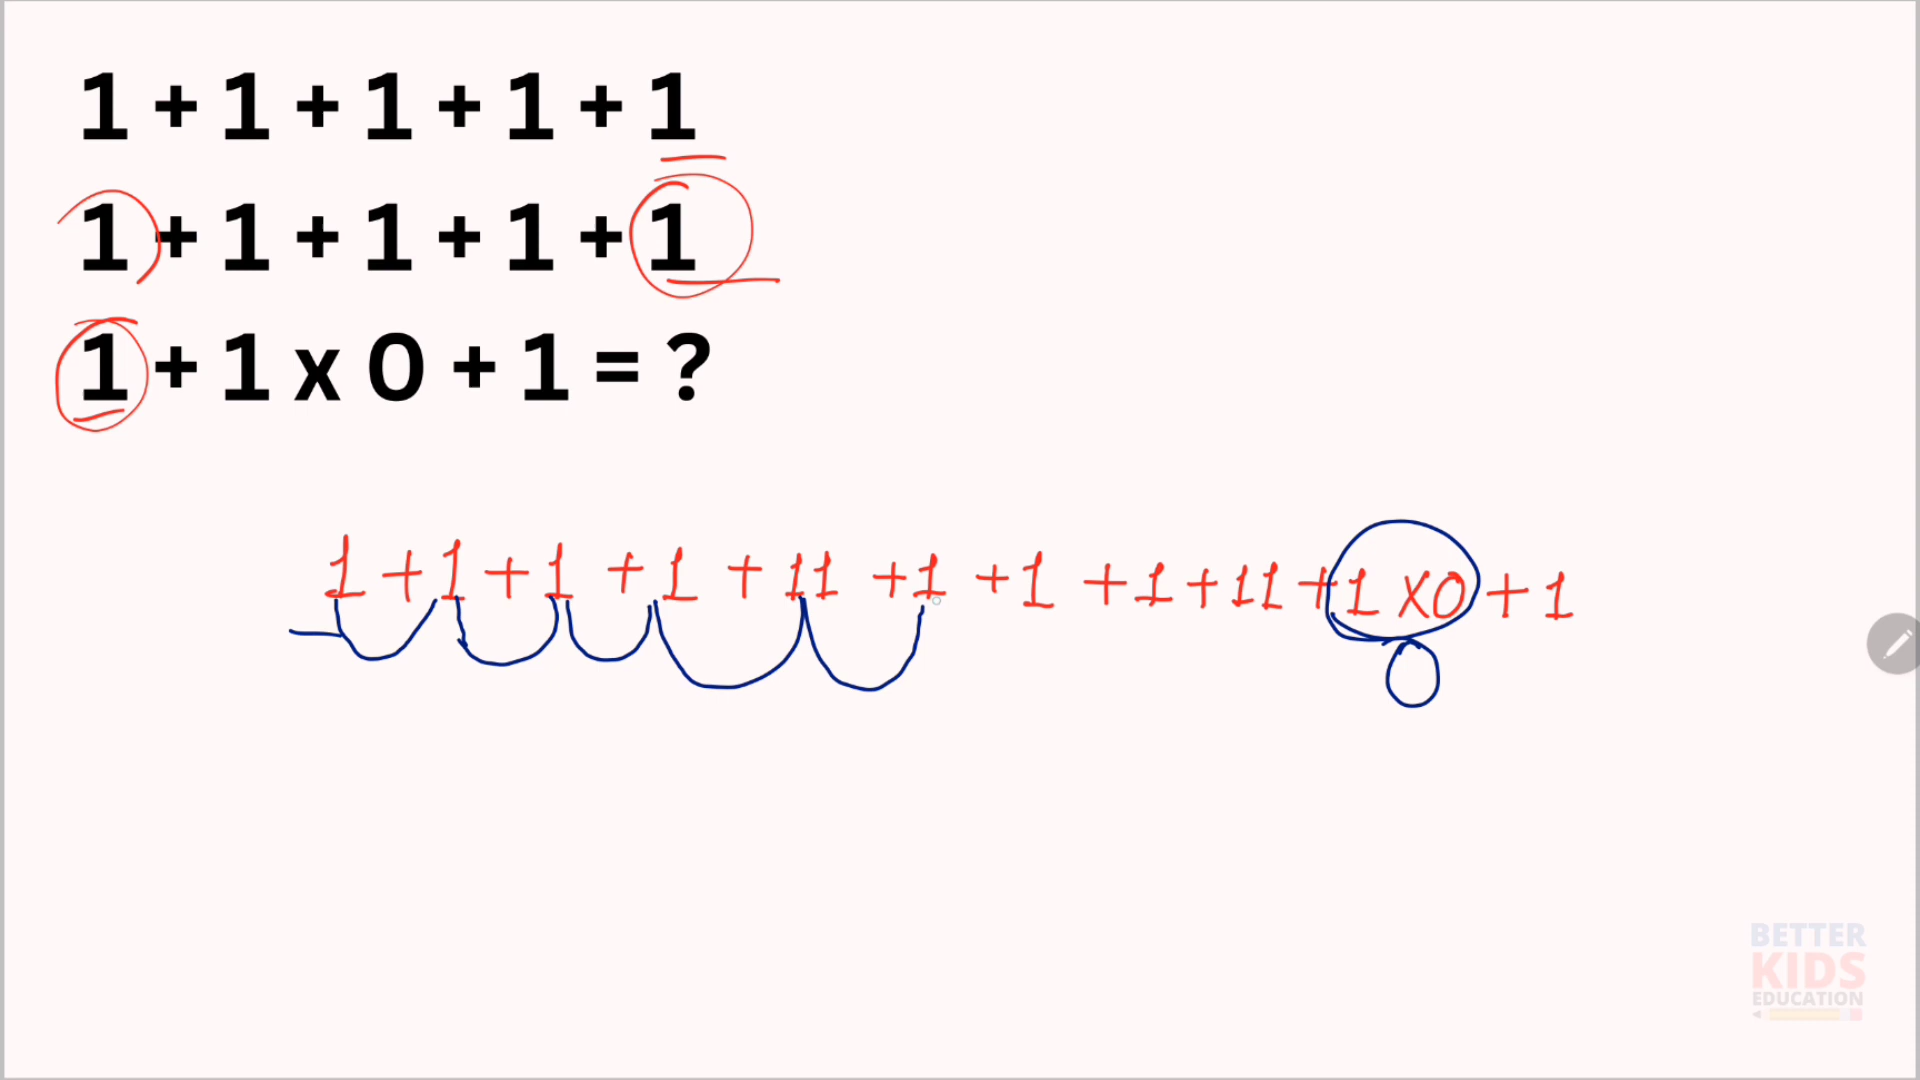 1 + 1 + 1 + 1 + 1
1 + 1 + 1 + 1 + 1
1 + 1 x 0 + 1 = ?
1 + 1 + 1 + 1 + 11 + 1 + 1 + 1 + 11 + 1 x 0 + 1
0
BETTER
KIDS
EDUCATION